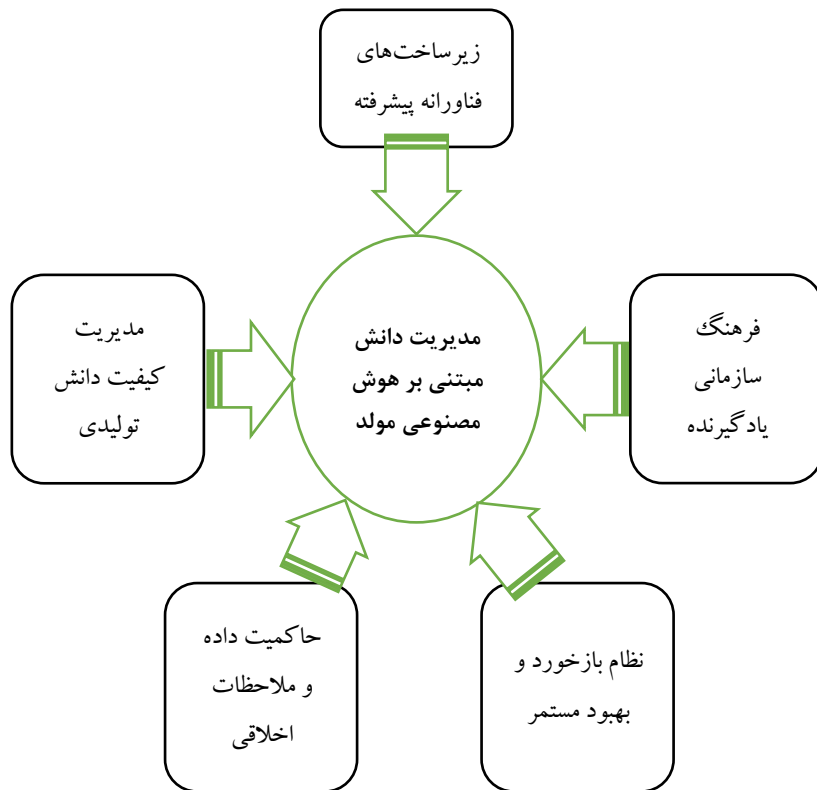 زیرساخت‌های
فناورانه پیشرفته
فرهنگ
سازمانی
یادگیرنده
مدیریت دانش
مبتنی بر هوش
مصنوعی مولد
مدیریت
کیفیت دانش
تولیدی
نظام بازخورد و
بهبود مستمر
حاکمیت داده
و ملاحظات
اخلاقی